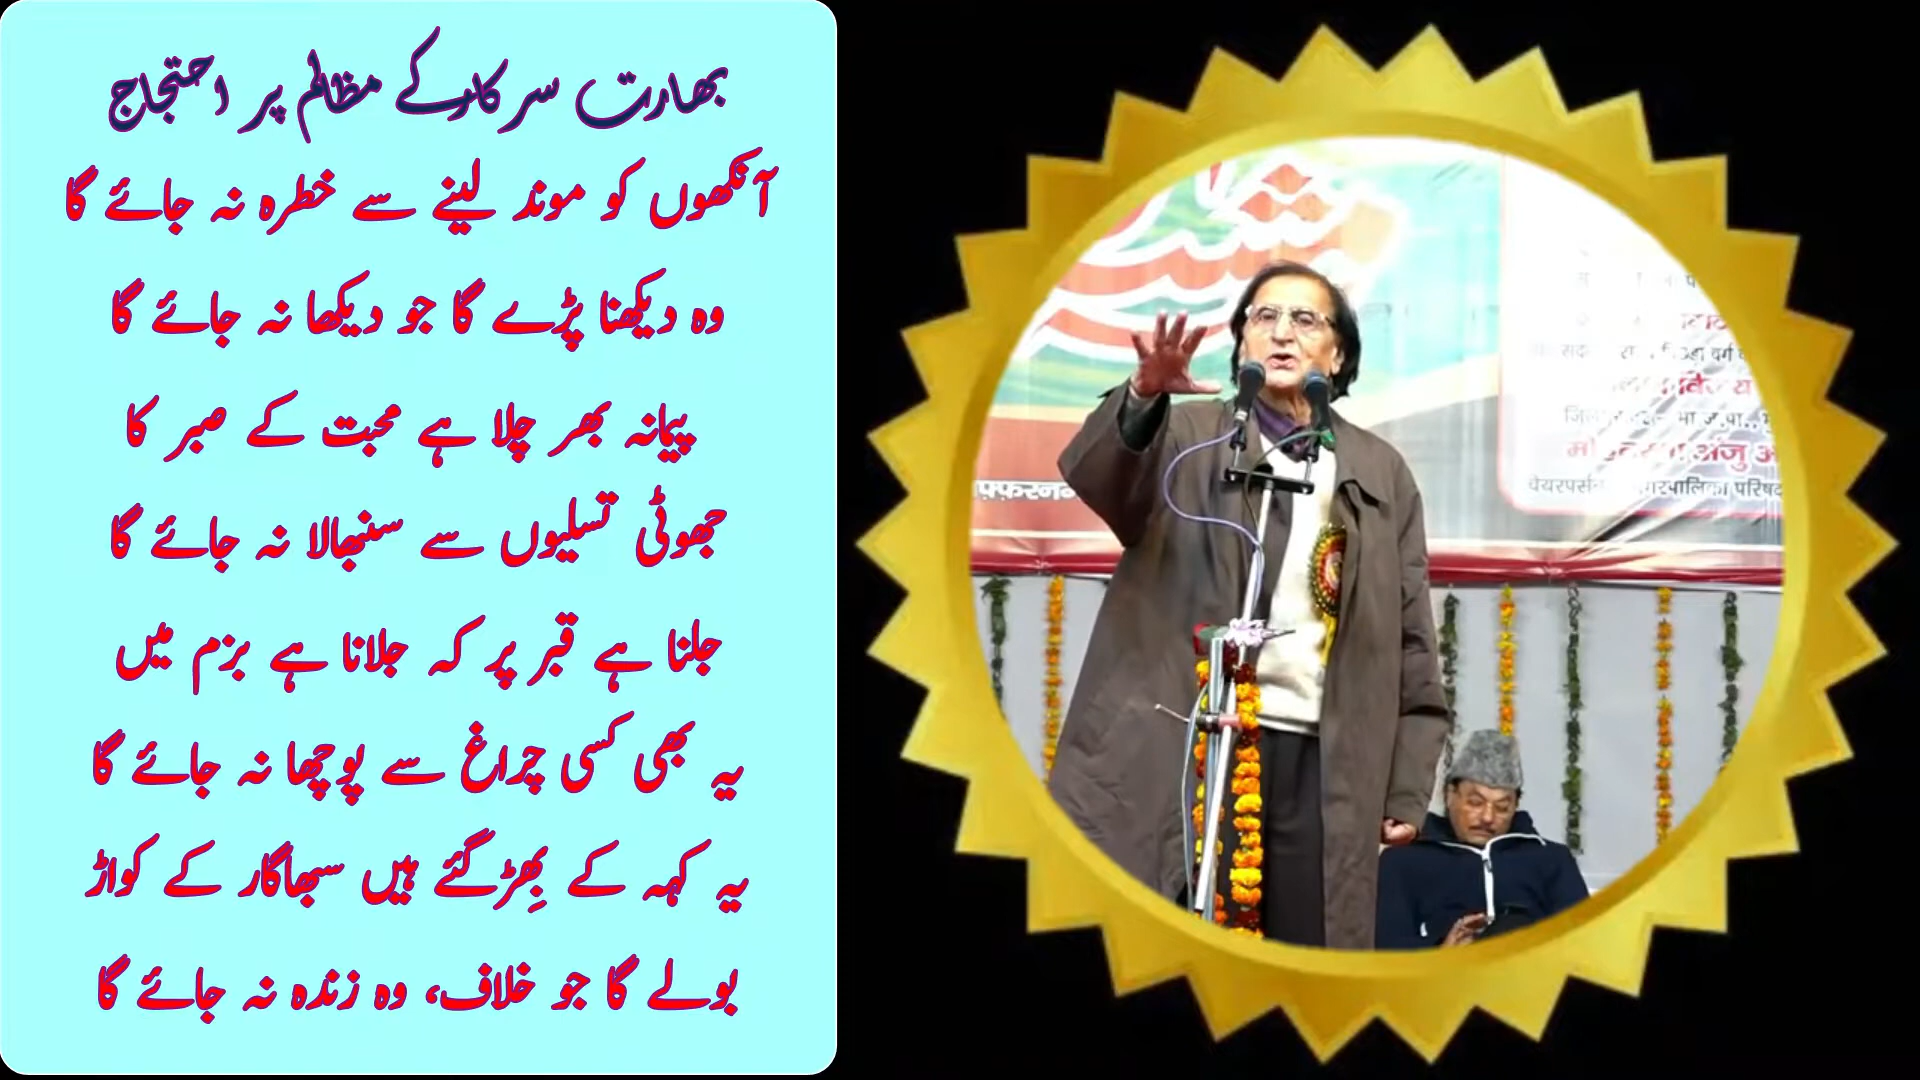 بھارت سرکار کے مظالم پر احتجاج
آنکھوں کو موند لینے سے خطرہ نہ جائے گا
وہ دیکھنا پڑے گا جو دیکھا نہ جائے گا
پیمانہ بھر چلا ہے محبت کے صبر کا
جھوٹی تسلیوں سے سنبھالا نہ جائے گا
جلنا ہے قبر پر کہ جلانا ہے بزم میں
یہ بھی کسی چراغ سے پوچھا نہ جائے گا
یہ کہہ کے بِھڑ گئے ہیں سبھاگار کے کواڑ
بولے گا جو خلاف، وہ زندہ نہ جائے گا
अंजु अ
परिषद